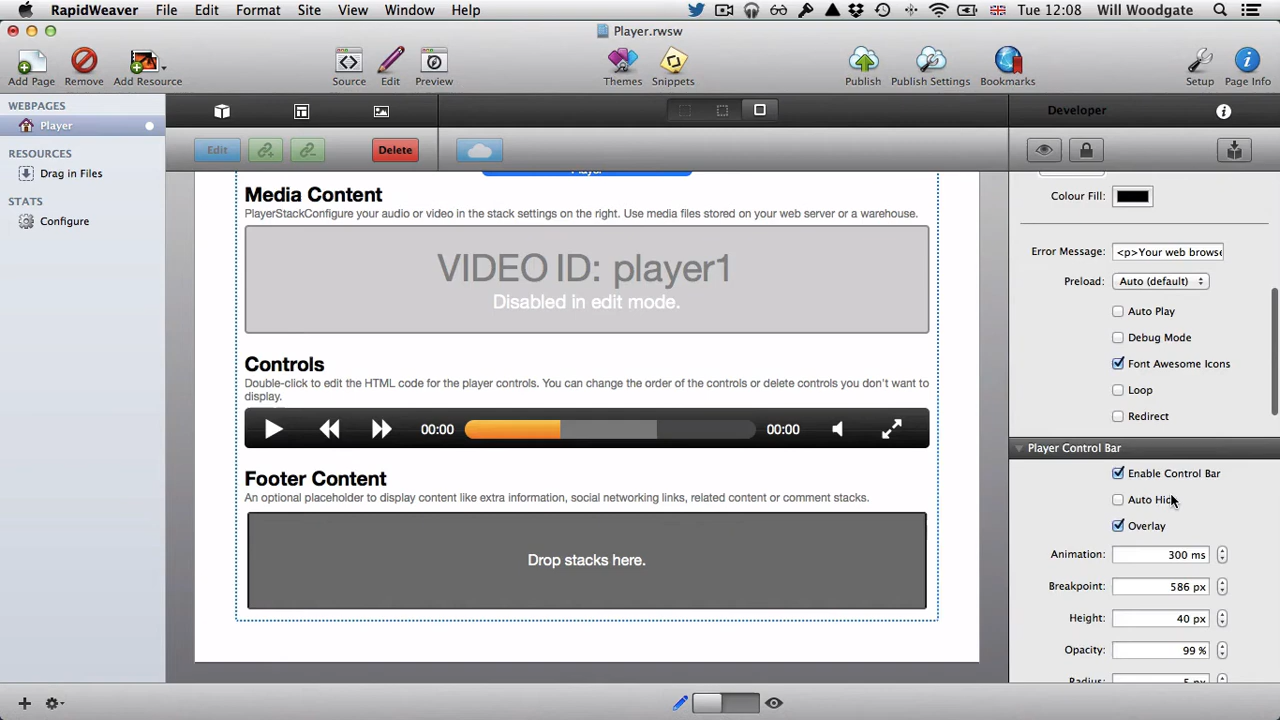 RapidWeaver File Edit Format Controls Site View Window Help Tue 12:08 Will Woodgate
Player.rwsw
Add Page Remove Add Resource Source Edit Preview Themes Snippets Publish Publish Settings Bookmarks Setup Page Info
WEBPAGES
Player
RESOURCES
Drag in Files
STATS
Configure
Developer
Edit Delete
Player
Media Content
PlayerStackConfigure your audio or video in the stack settings on the right. Use media files stored on your web server or a warehouse.
VIDEO ID: player1
Disabled in edit mode.
Controls
Double-click to edit the HTML code for the player controls. You can change the order of the controls or delete controls you don't want to
display.
00:00 00:00
Footer Content
An optional placeholder to display content like extra information, social networking links, related content or comment stacks.
Drop stacks here.
Colour Fill:
Error Message: <p>Your web browse
Preload: Auto (default)
Auto Play
Debug Mode
Font Awesome Icons
Loop
Redirect
Player Control Bar
Enable Control Bar
Auto Hide
Overlay
Animation: 300 ms
Breakpoint: 586 px
Height: 40 px
Opacity: 99 %
Radius: 5 px